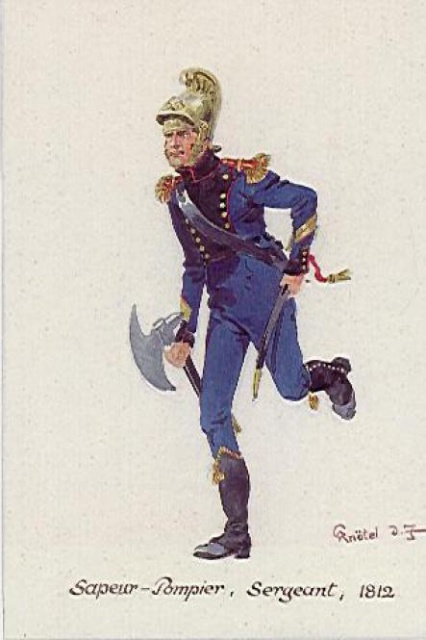 Knötel d. J.
Sapeur-Pompier, Sergeant, 1812